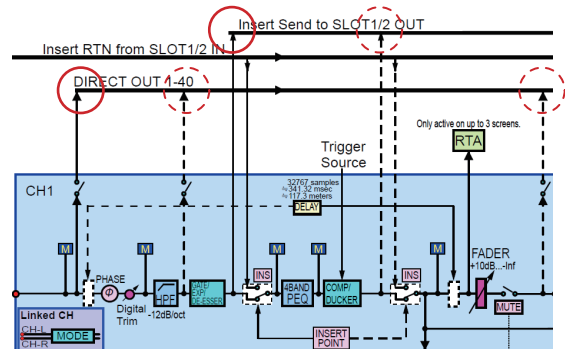 Insert Send to SLOT1/2 OUT
Insert RTN from SLOT1/2 IN
DIRECT OUT 1-40
Only active on up to 3 screens.
RTA
Trigger
Source
32767 samples
≒341.32 msec
≒117.3 meters
CH1
DELAY
M
M
M
M
M
PHASE
Φ
INS
INS
FADER
+10dB...-Inf
Digital
Trim
HPF
-12dB/oct
GATE/
EXP/
DE-ESSER
4BAND
PEQ
COMP/
DUCKER
MUTE
Linked CH
CH-L
CH-R
MODE
INSERT
POINT